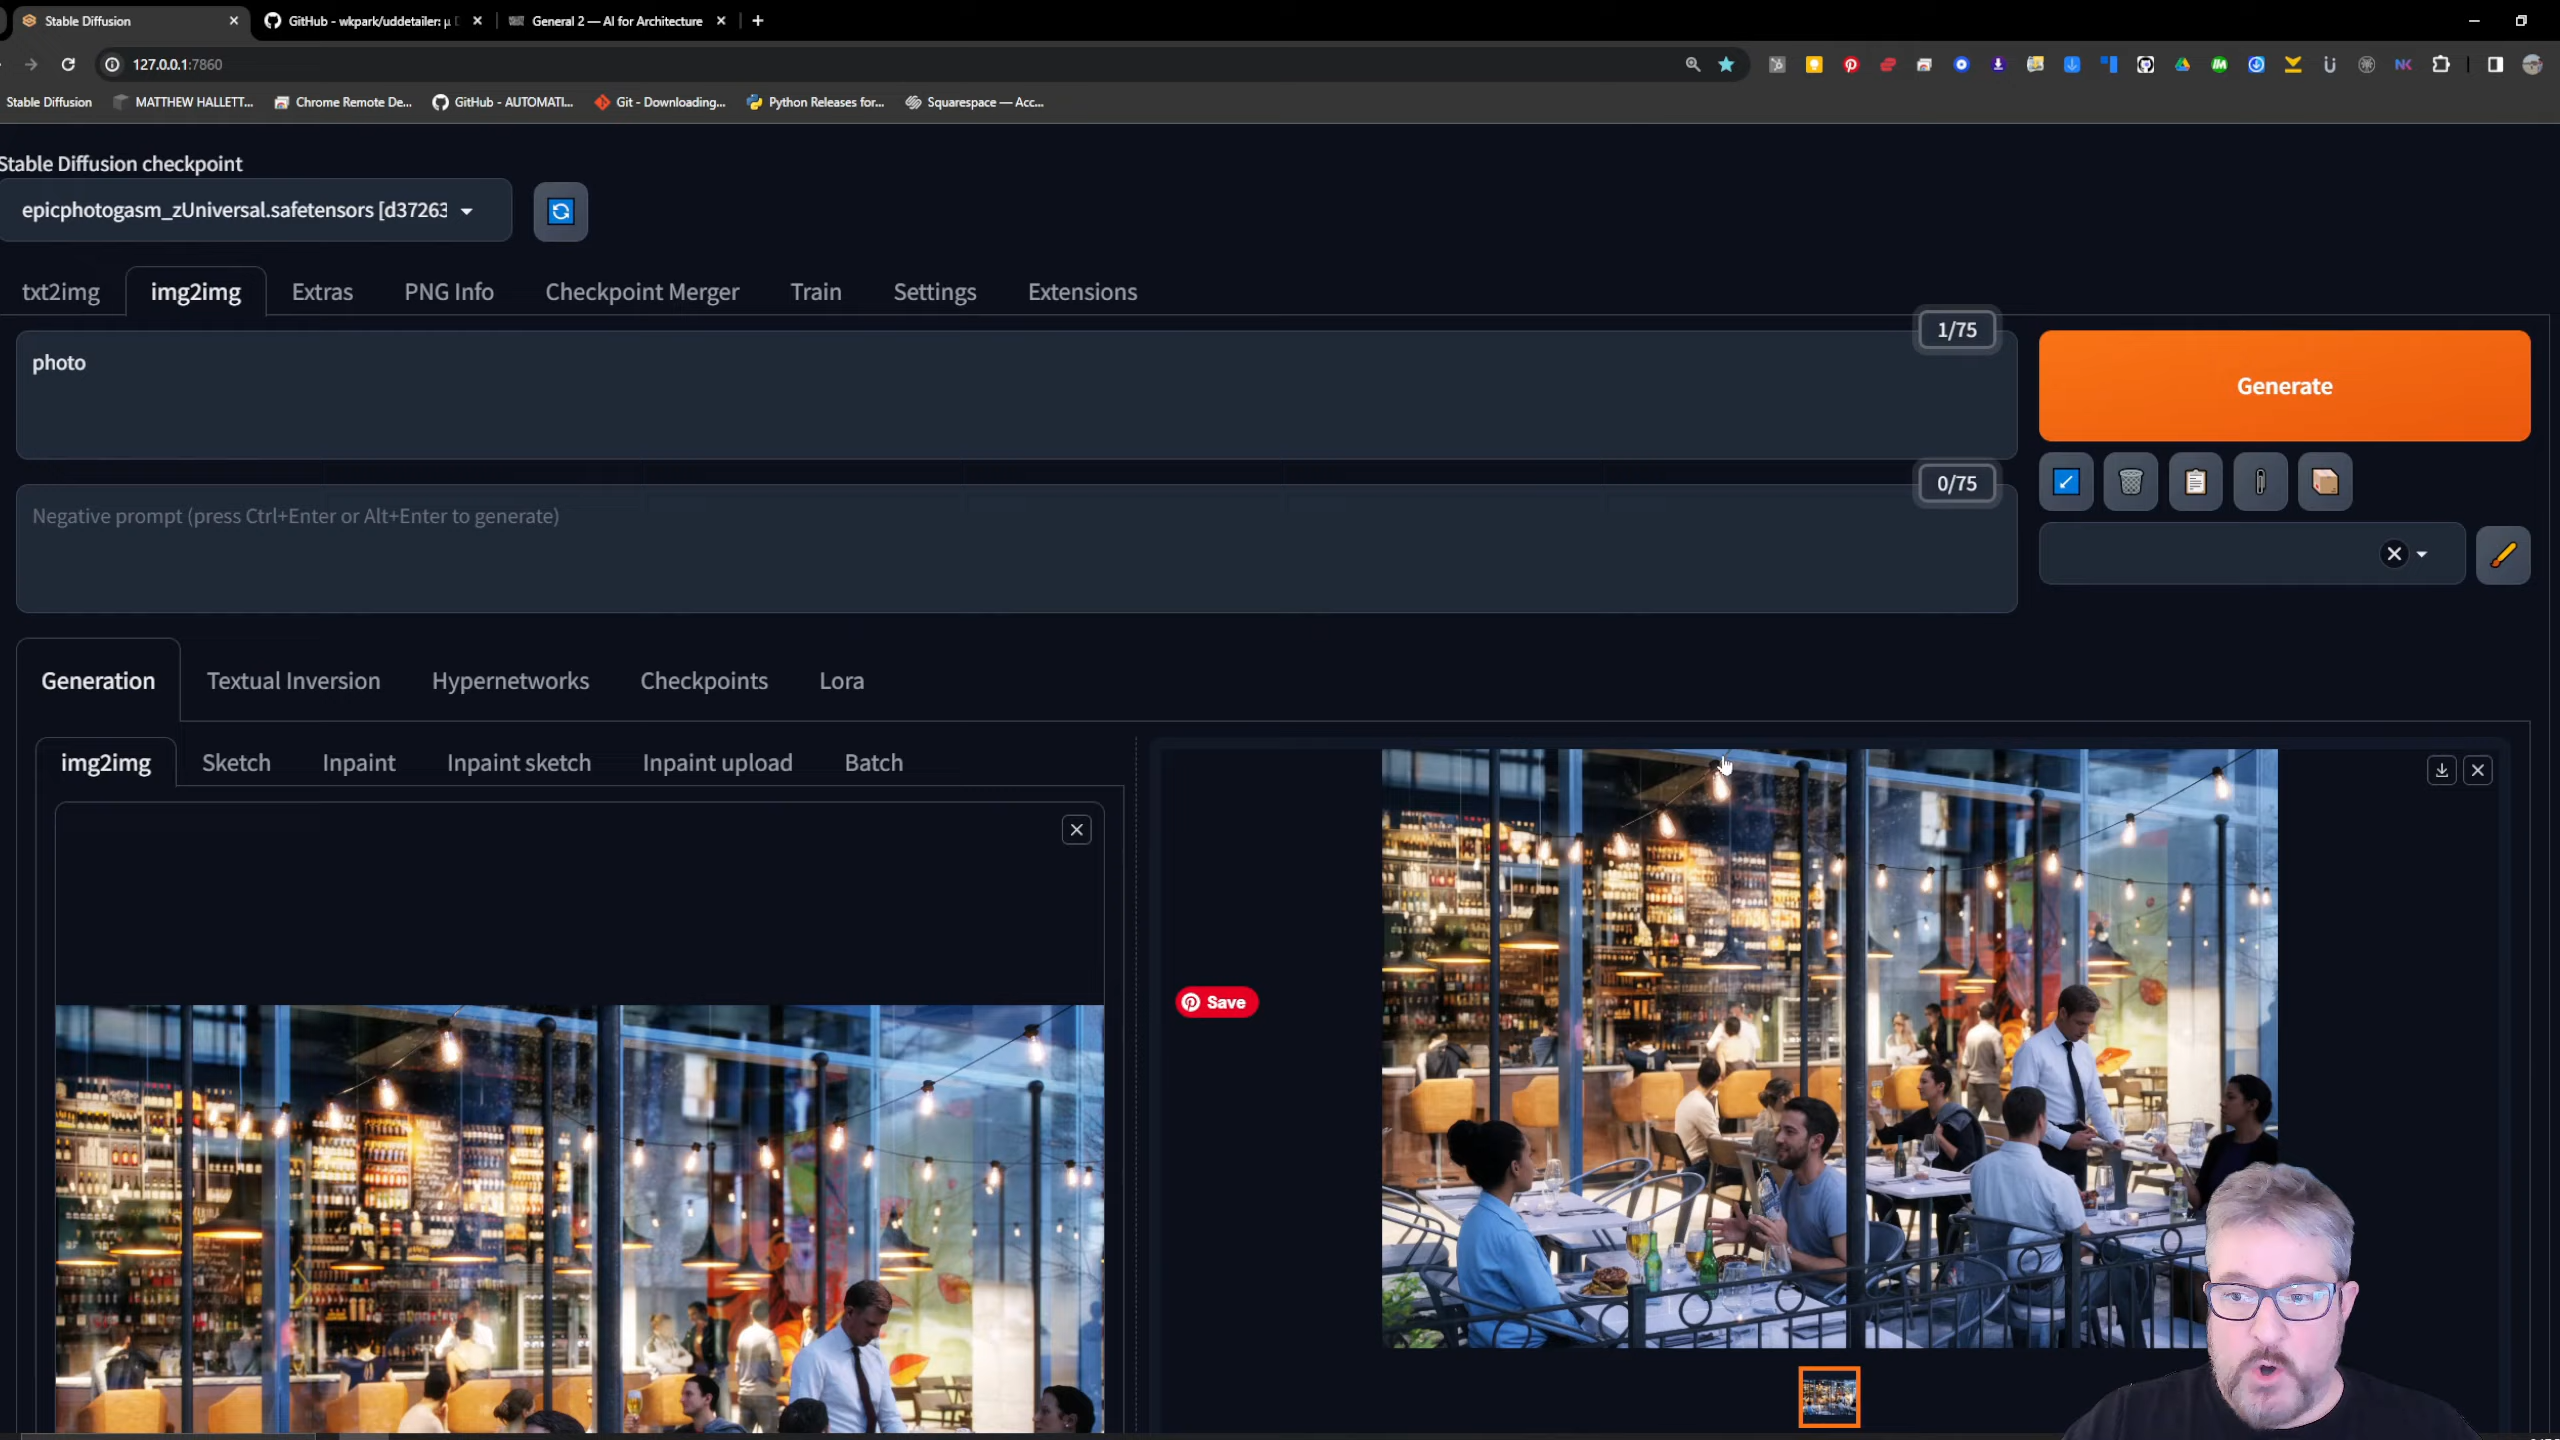 Stable Diffusion
GitHub - wkpark/uddetailer: μ
General 2 — AI for Architecture
127.0.0.1:7860
Stable Diffusion
MATTHEW HALLETT...
Chrome Remote De...
GitHub - AUTOMATI...
Git - Downloading...
Python Releases for...
Squarespace — Acc...
Stable Diffusion checkpoint
epicphotogasm_zUniversal.safetensors [d37263
txt2img
img2img
Extras
PNG Info
Checkpoint Merger
Train
Settings
Extensions
1/75
photo
Generate
0/75
Negative prompt (press Ctrl+Enter or Alt+Enter to generate)
Generation
Textual Inversion
Hypernetworks
Checkpoints
Lora
img2img
Sketch
Inpaint
Inpaint sketch
Inpaint upload
Batch
Save